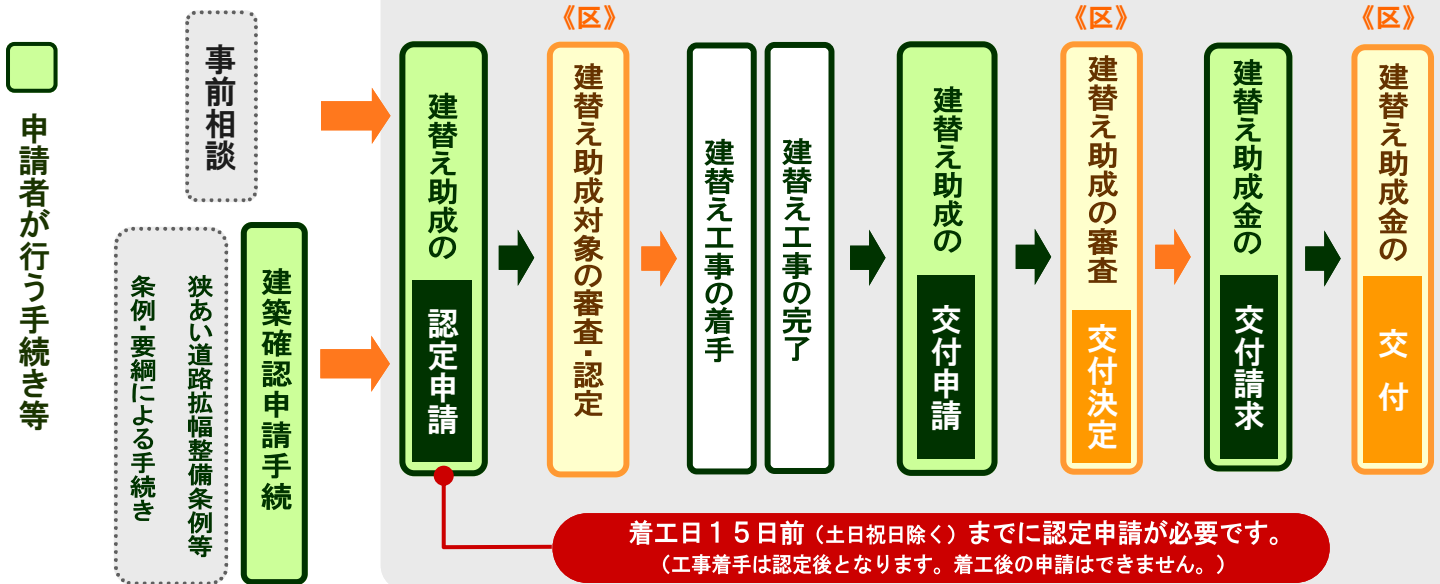 申請者が行う手続き等
事前相談
建築確認申請手続
狭あい道路拡幅整備条例等
条例・要綱による手続き
建替え助成の
認定申請
《区》
建替え助成対象の審査・認定
建替え工事の着手
建替え工事の完了
建替え助成の
交付申請
《区》
建替え助成の審査
交付決定
建替え助成金の
交付請求
《区》
建替え助成金の
交付
着工日15日前（土日祝日除く）までに認定申請が必要です。
（工事着手は認定後となります。着工後の申請はできません。）